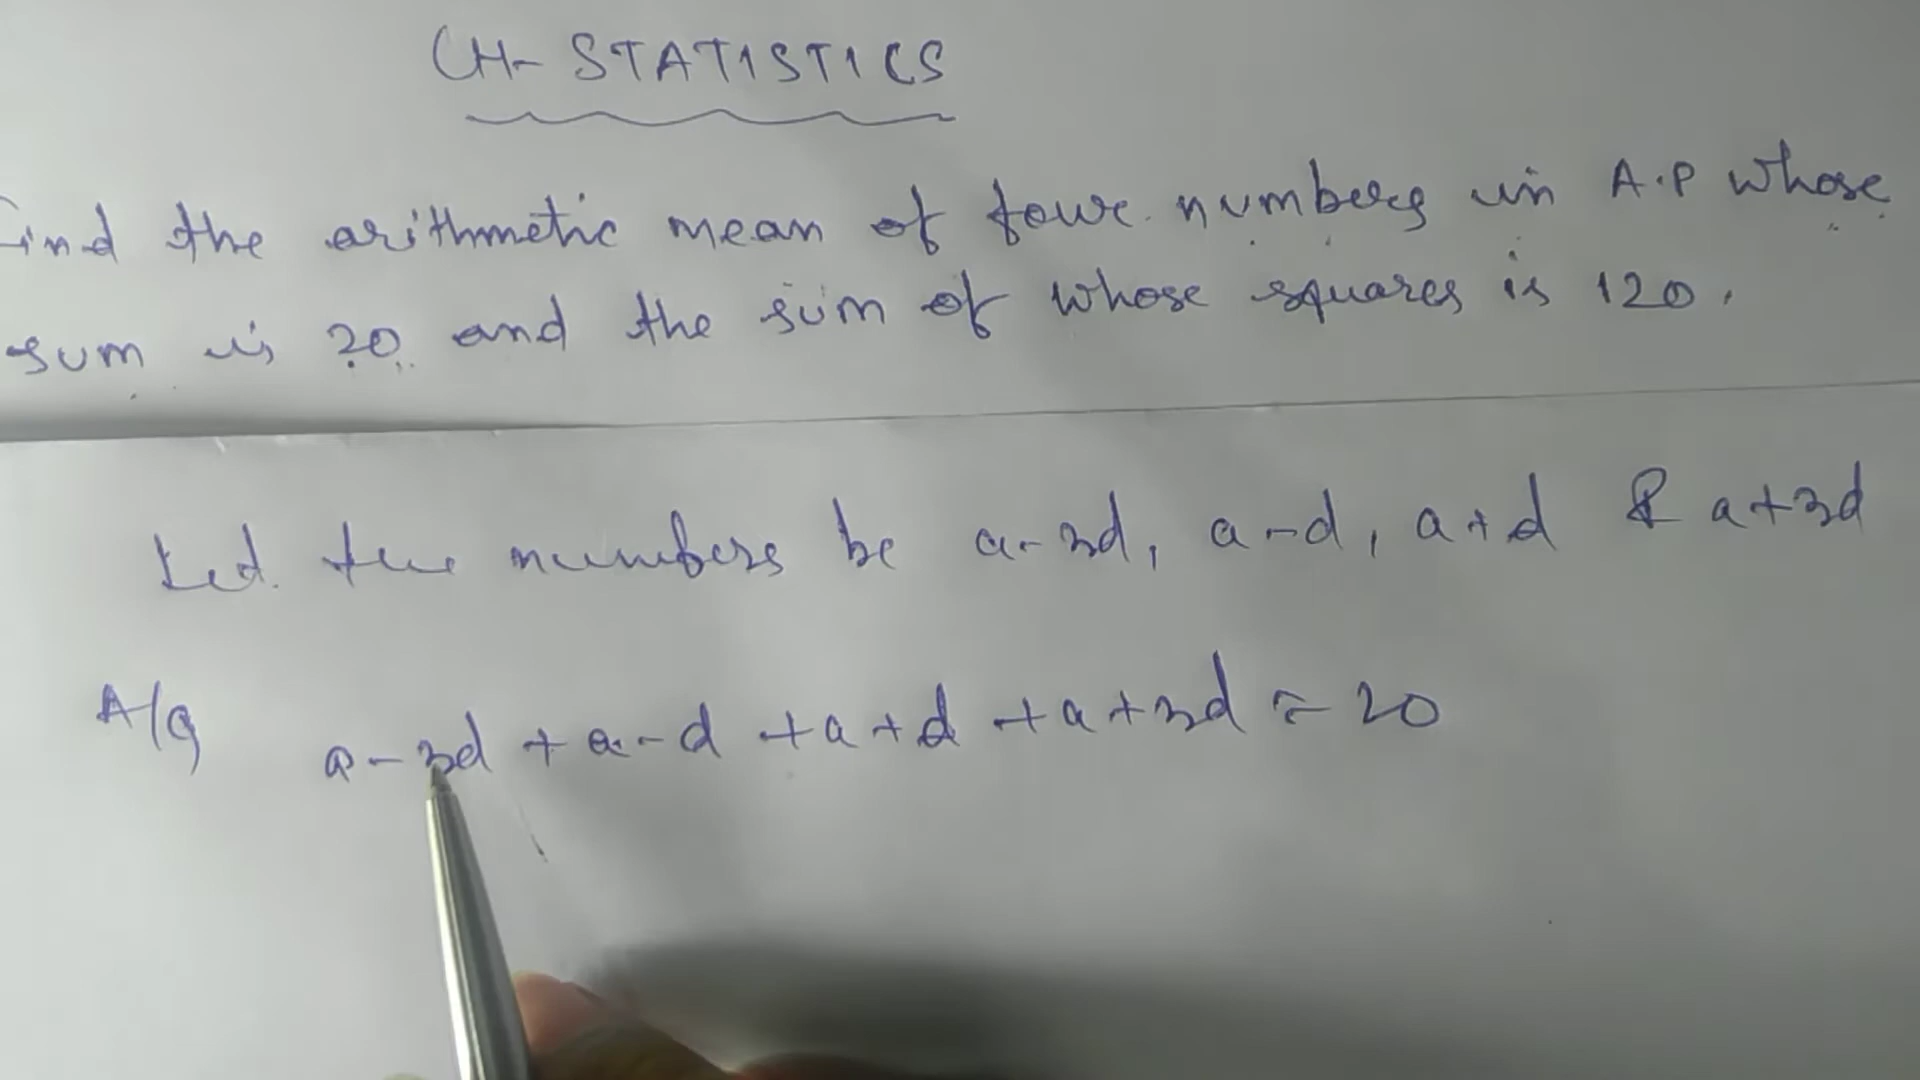 CH- STATISTICS
Find the arithmetic mean of four numbers in A.P whose
sum is 20 and the sum of whose squares is 120.
Let the numbers be a-3d, a-d, a+d & a+3d
A/q a-3d + a-d + a+d + a+3d = 20